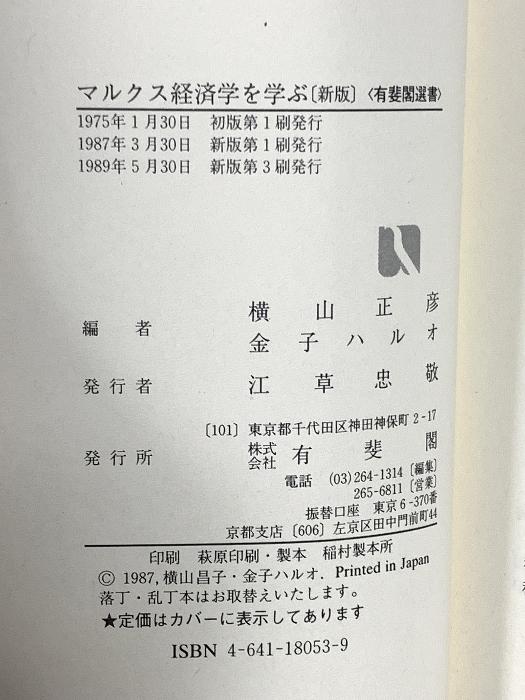 マルクス経済学を学ぶ〔新版〕〈有斐閣選書〉
1975年1月30日 初版第1刷発行
1987年3月30日 新版第1刷発行
1989年5月30日 新版第3刷発行
編者 横山正彦
金子ハルオ
発行者 江草忠敬
〔101〕東京都千代田区神田神保町2-17
発行所 株式会社 有斐閣
電話 (03)264-1314〔編集〕
265-6811〔営業〕
振替口座 東京6-370番
京都支店〔606〕左京区田中門前町44
印刷 萩原印刷・製本 稲村製本所
© 1987, 横山昌子・金子ハルオ. Printed in Japan
落丁・乱丁本はお取替えいたします。
★定価はカバーに表示してあります
ISBN 4-641-18053-9